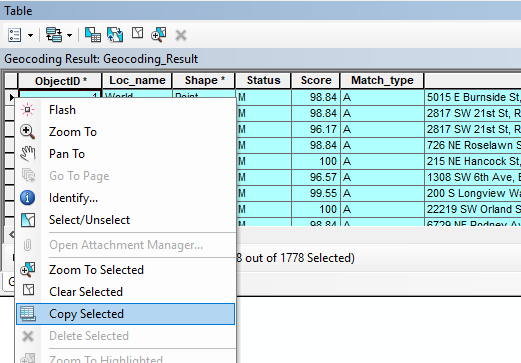 Table
Geocoding Result: Geocoding_Result
ObjectID * Loc_name Shape * Status Score Match_type
1 World Point M 98.84 A 5015 E Burnside St,
M 98.84 A 2817 SW 21st St, R
M 96.17 A 2817 SW 21st St, R
M 98.84 A 726 NE Roselawn S
M 100 A 215 NE Hancock St,
M 96.57 A 1308 SW 6th Ave, B
M 99.55 A 200 S Longview Wa
M 100 A 22219 SW Orland S
M 98.84 A 6729 NE Rodney Av
8 out of 1778 Selected)
Flash
Zoom To
Pan To
Go To Page
Identify...
Select/Unselect
Open Attachment Manager...
Zoom To Selected
Clear Selected
Copy Selected
Delete Selected
Zoom To Highlighted